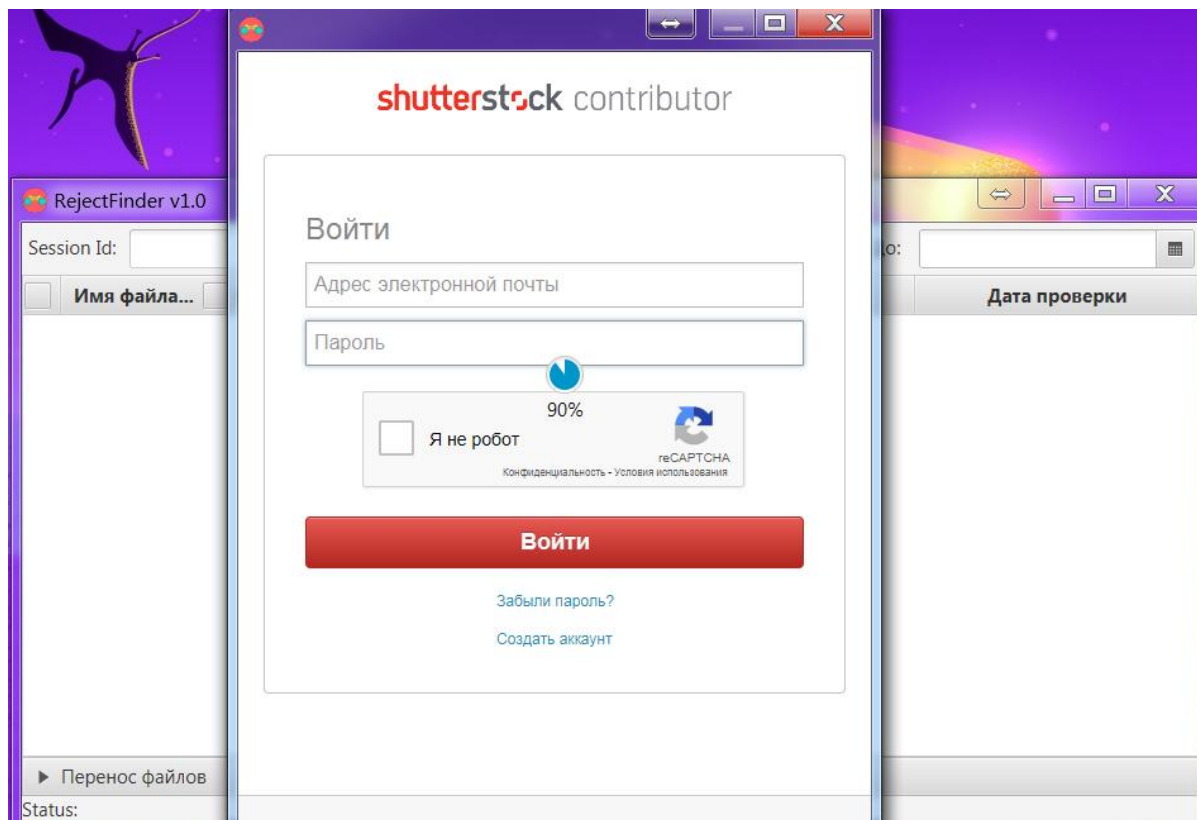 shutterstock contributor
RejectFinder v1.0
Session Id:
Имя файла...
Дата проверки
Войти
Адрес электронной почты
Пароль
90%
Я не робот
reCAPTCHA
Конфиденциальность - Условия использования
Войти
Забыли пароль?
Создать аккаунт
Перенос файлов
Status: